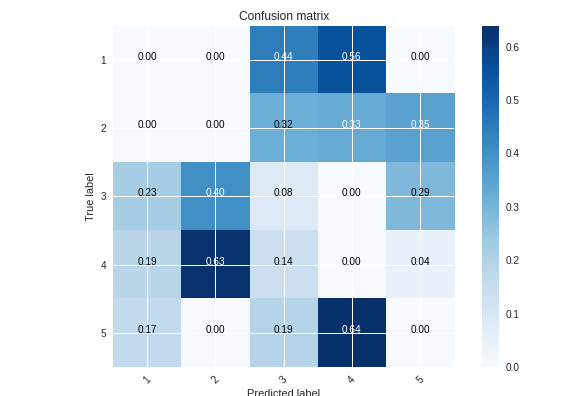 Confusion matrix
True label
1 0.00 0.00 0.44 0.56 0.00
2 0.00 0.00 0.32 0.33 0.35
3 0.23 0.40 0.08 0.00 0.29
4 0.19 0.63 0.14 0.00 0.04
5 0.17 0.00 0.19 0.64 0.00
1 2 3 4 5
Predicted label
0.6
0.5
0.4
0.3
0.2
0.1
0.0